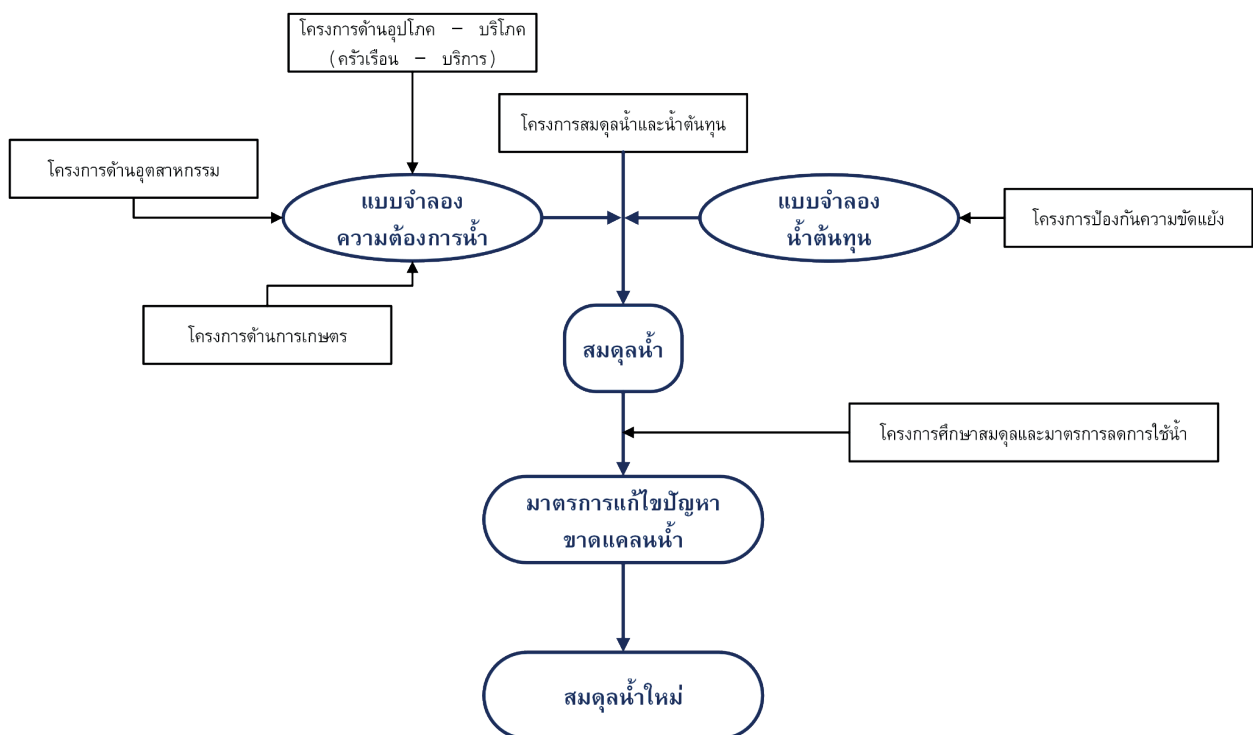 โครงการด้านอุปโภค – บริโภค
(ครัวเรือน – บริการ)
โครงการสมดุลน้ำและน้ำต้นทุน
โครงการด้านอุตสาหกรรม
แบบจำลอง
ความต้องการน้ำ
แบบจำลอง
น้ำต้นทุน
โครงการป้องกันความขัดแย้ง
โครงการด้านการเกษตร
สมดุลน้ำ
โครงการศึกษาสมดุลและมาตรการลดการใช้น้ำ
มาตรการแก้ไขปัญหา
ขาดแคลนน้ำ
สมดุลน้ำใหม่